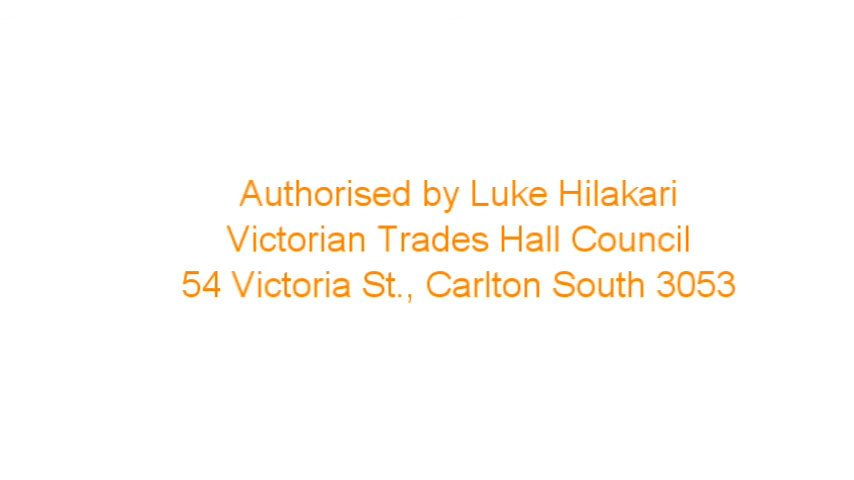 Authorised by Luke Hilakari
Victorian Trades Hall Council
54 Victoria St., Carlton South 3053